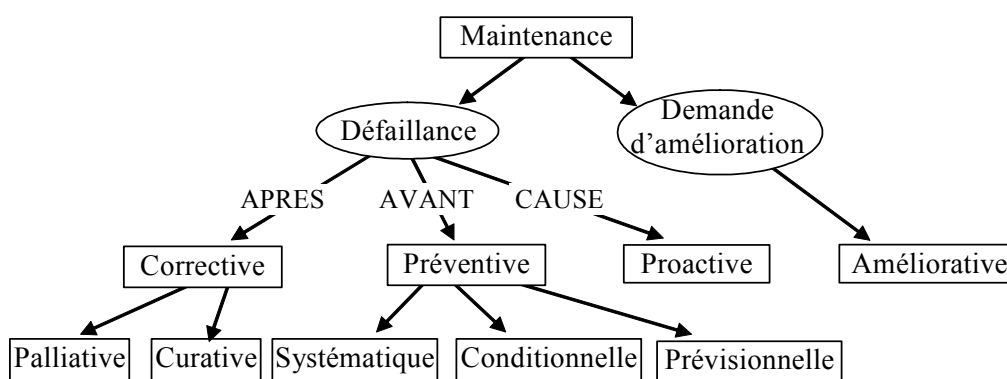 Maintenance
Défaillance
Demande
d'amélioration
APRES
AVANT
CAUSE
Corrective
Préventive
Proactive
Améliorative
Palliative
Curative
Systématique
Conditionnelle
Prévisionnelle